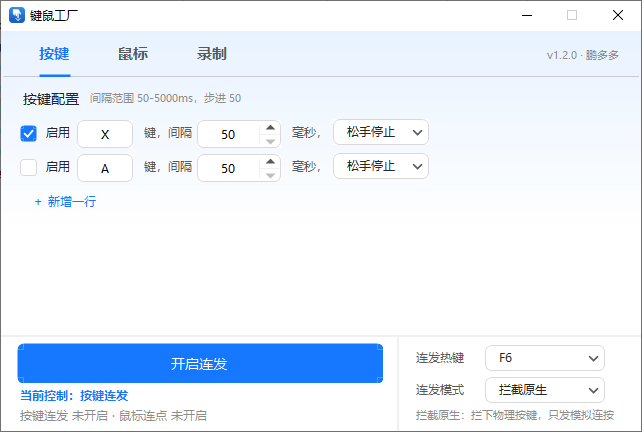 键鼠工厂
按键 鼠标 录制 v1.2.0 · 鹏多多
按键配置 间隔范围 50-5000ms，步进 50
启用 X 键，间隔 50 毫秒， 松手停止
启用 A 键，间隔 50 毫秒， 松手停止
+ 新增一行
开启连发
当前控制：按键连发
按键连发 未开启 · 鼠标连点 未开启
连发热键 F6
连发模式 拦截原生
拦截原生：拦下物理按键，只发模拟连按